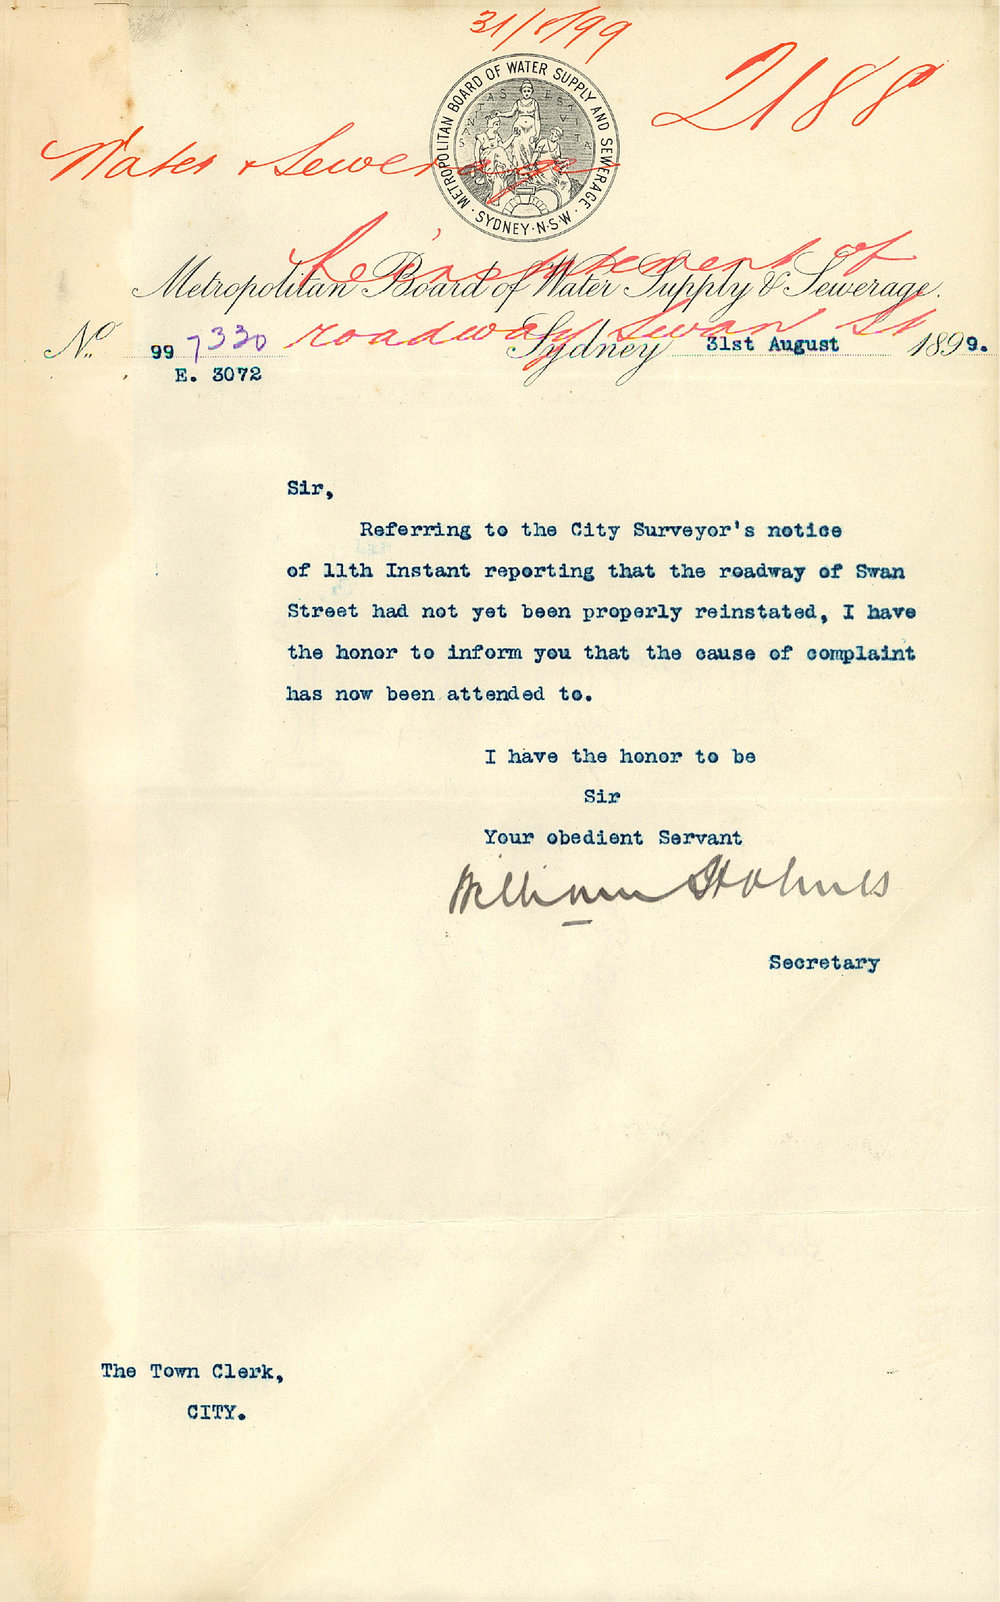 31/8/99
2188
METROPOLITAN BOARD OF WATER SUPPLY AND SEWERAGE
SANITAS ESA VITA
· SYDNEY · N·S·W ·
Water & Sewerage
Reinstatement of
Metropolitan Board of Water Supply & Sewerage.
roadway Swan St
No. 99 7330 Sydney 31st August 1899.
E. 3072
Sir,
Referring to the City Surveyor's notice
of 11th Instant reporting that the roadway of Swan
Street had not yet been properly reinstated, I have
the honor to inform you that the cause of complaint
has now been attended to.
I have the honor to be
Sir
Your obedient Servant
William Holmes
Secretary
The Town Clerk,
CITY.